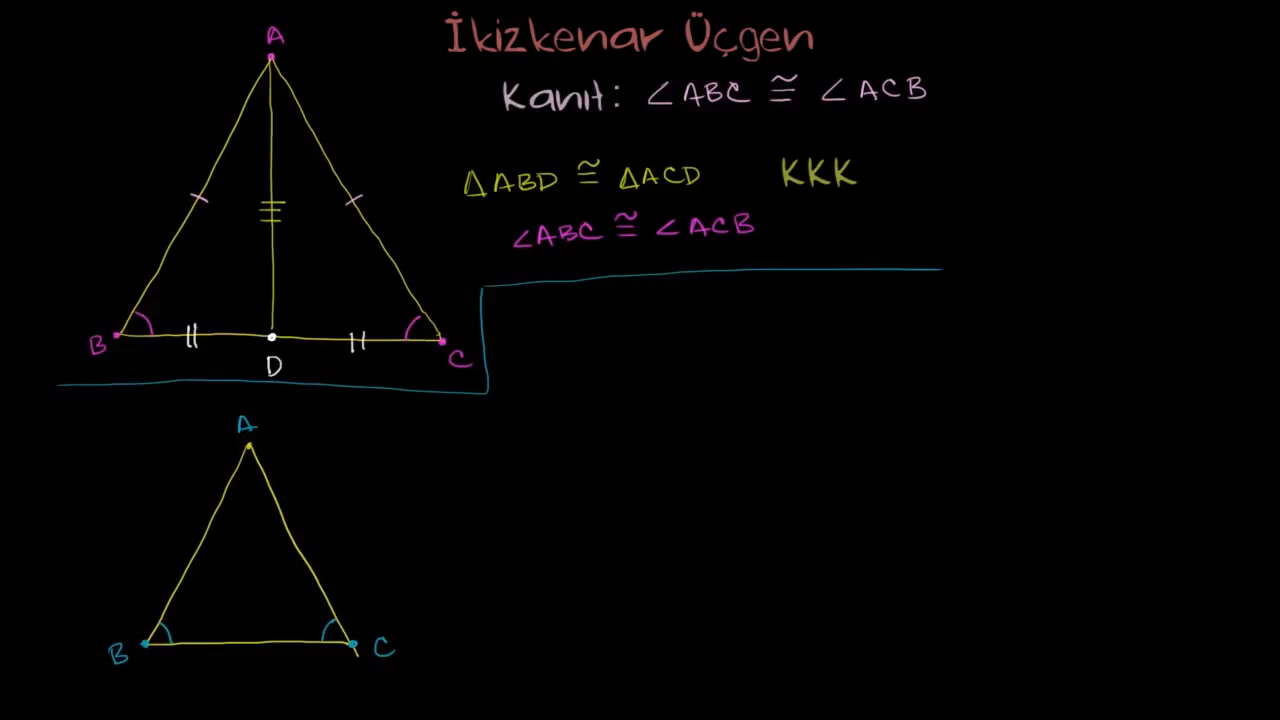 İkizkenar Üçgen
A
Kanıt: ∠ABC ≅ ∠ACB
ΔABD ≅ ΔACD KKK
∠ABC ≅ ∠ACB
B
D
C
A
B
C